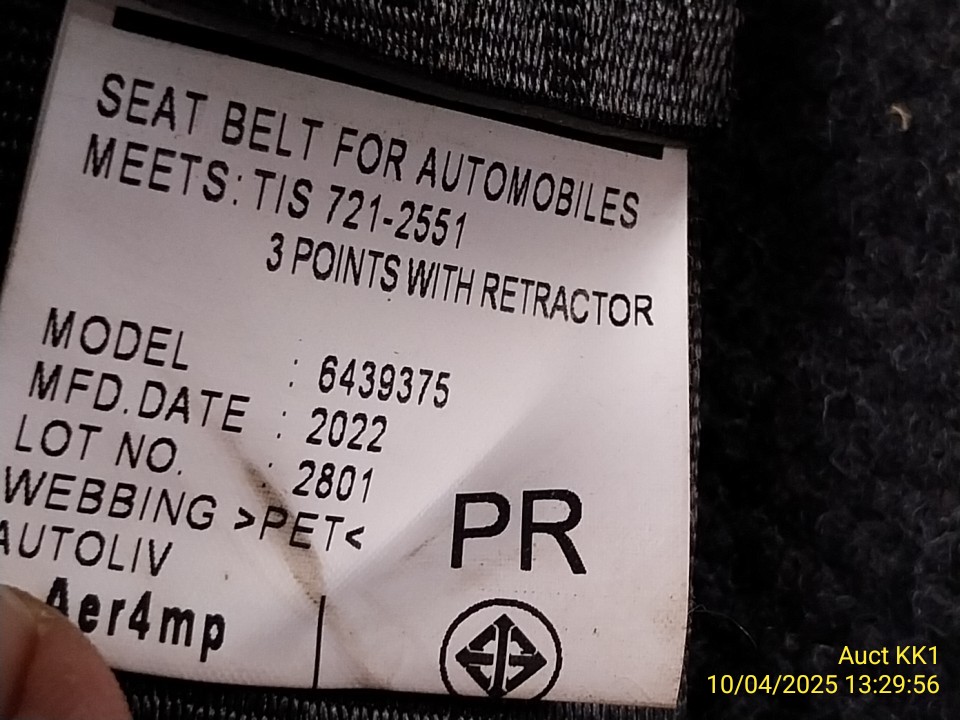 SEAT BELT FOR AUTOMOBILES
MEETS: TIS 721-2551
3 POINTS WITH RETRACTOR
MODEL : 6439375
MFD.DATE : 2022
LOT NO. : 2801
WEBBING >PET<
AUTOLIV
Aer4mp
PR
Auct KK1
10/04/2025 13:29:56